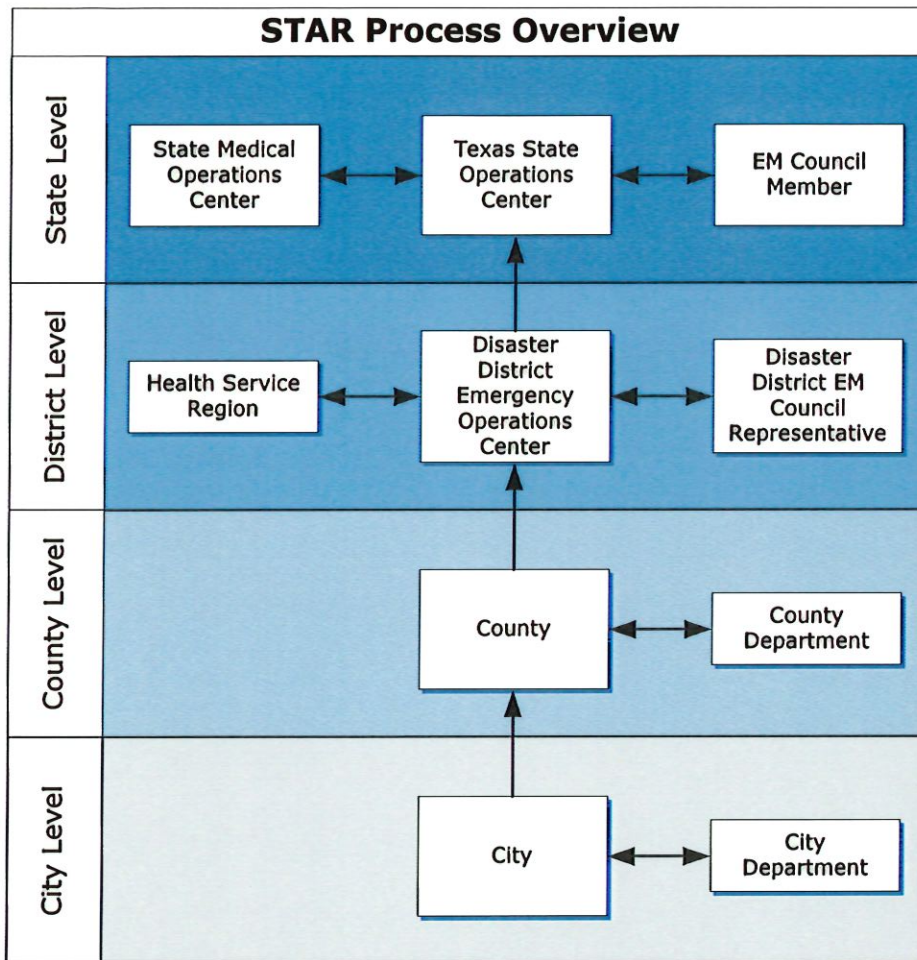 STAR Process Overview
State Level
State Medical
Operations
Center
Texas State
Operations
Center
EM Council
Member
District Level
Health Service
Region
Disaster
District
Emergency
Operations
Center
Disaster
District EM
Council
Representative
County Level
County
County
Department
City Level
City
City
Department